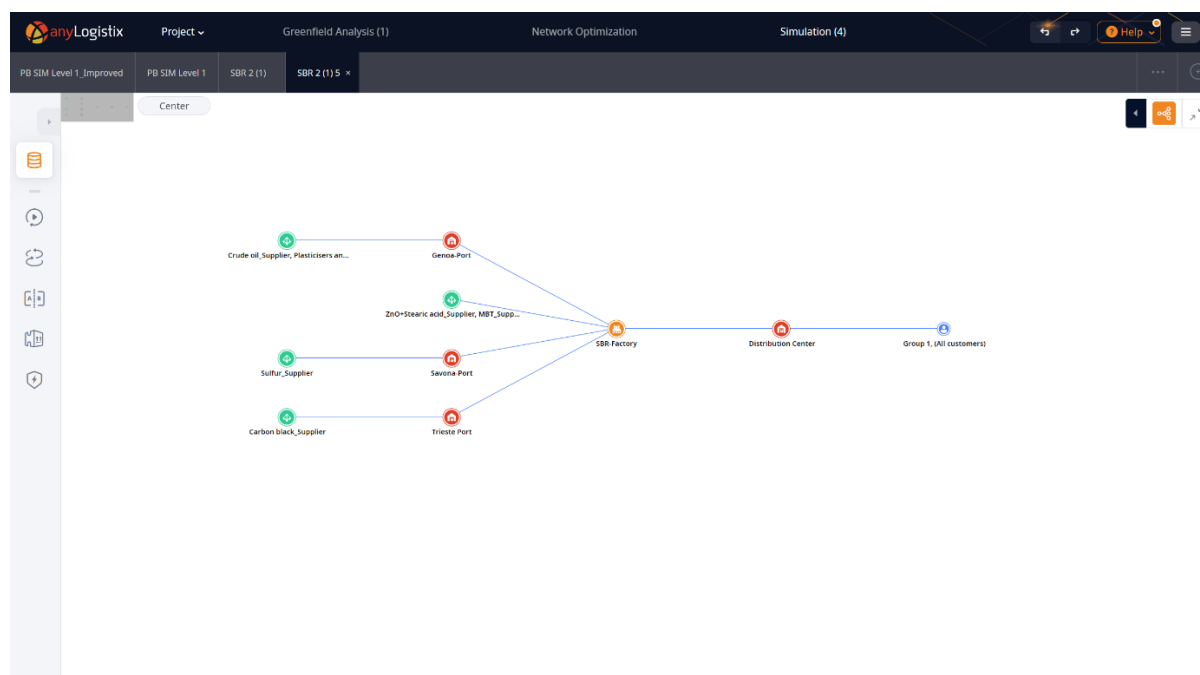 anyLogistix Project Greenfield Analysis (1) Network Optimization Simulation (4) Help
PB SIM Level 1_Improved PB SIM Level 1 SBR 2 (1) SBR 2 (1) 5 ×
Center
Crude oil_Supplier, Plasticisers an... Genoa-Port
ZnO+Stearic acid_Supplier, MBT_Supp...
SBR-Factory Distribution Center Group 1, (All customers)
Sulfur_Supplier Savona-Port
Carbon black_Supplier Trieste Port